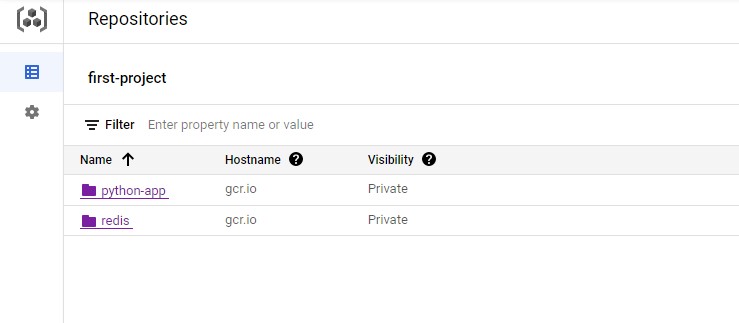 Repositories
first-project
Filter Enter property name or value
Name Hostname Visibility
python-app gcr.io Private
redis gcr.io Private